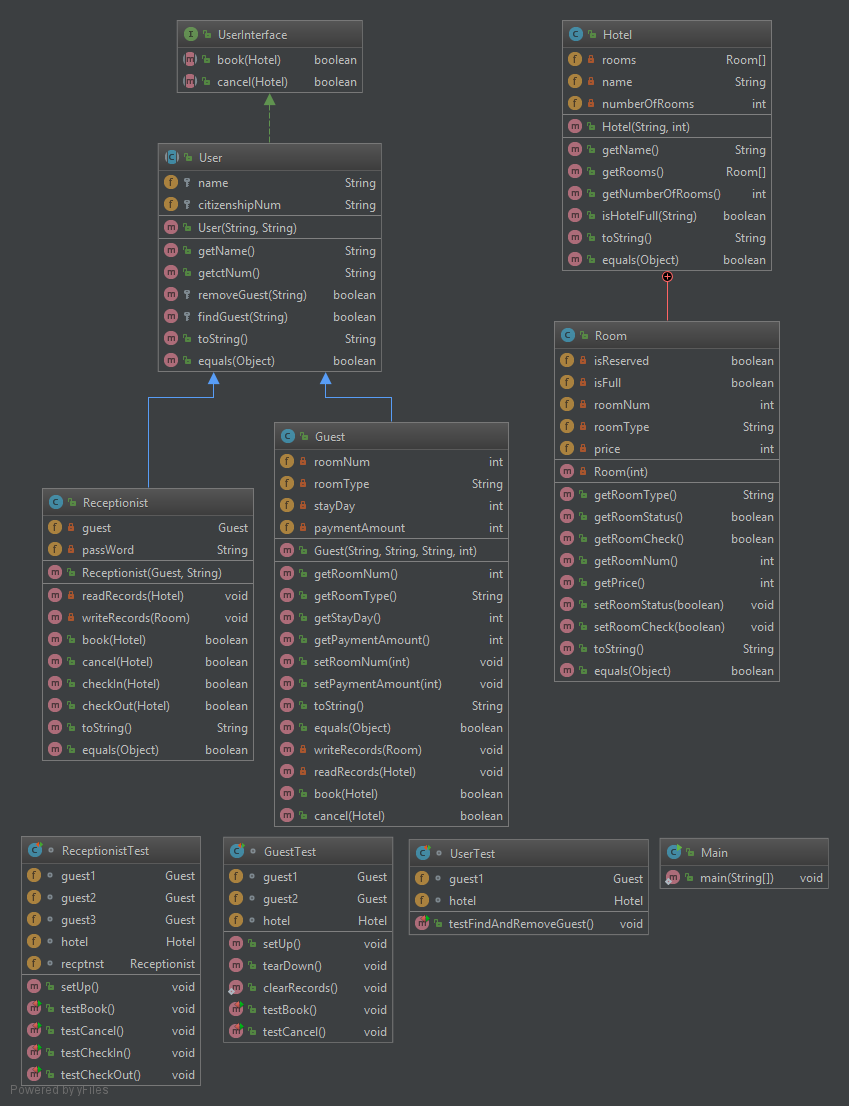 UserInterface
book(Hotel) boolean
cancel(Hotel) boolean
User
name String
citizenshipNum String
User(String, String)
getName() String
getctNum() String
removeGuest(String) boolean
findGuest(String) boolean
toString() String
equals(Object) boolean
Hotel
rooms Room[]
name String
numberOfRooms int
Hotel(String, int)
getName() String
getRooms() Room[]
getNumberOfRooms() int
isHotelFull(String) boolean
toString() String
equals(Object) boolean
Room
isReserved boolean
isFull boolean
roomNum int
roomType String
price int
Room(int)
getRoomType() String
getRoomStatus() boolean
getRoomCheck() boolean
getRoomNum() int
getPrice() int
setRoomStatus(boolean) void
setRoomCheck(boolean) void
toString() String
equals(Object) boolean
Receptionist
guest Guest
passWord String
Receptionist(Guest, String)
readRecords(Hotel) void
writeRecords(Room) void
book(Hotel) boolean
cancel(Hotel) boolean
checkIn(Hotel) boolean
checkOut(Hotel) boolean
toString() String
equals(Object) boolean
Guest
roomNum int
roomType String
stayDay int
paymentAmount int
Guest(String, String, String, int)
getRoomNum() int
getRoomType() String
getStayDay() int
getPaymentAmount() int
setRoomNum(int) void
setPaymentAmount(int) void
toString() String
equals(Object) boolean
writeRecords(Room) void
readRecords(Hotel) void
book(Hotel) boolean
cancel(Hotel) boolean
ReceptionistTest
guest1 Guest
guest2 Guest
guest3 Guest
hotel Hotel
recptnst Receptionist
setUp() void
testBook() void
testCancel() void
testCheckIn() void
testCheckOut() void
GuestTest
guest1 Guest
guest2 Guest
hotel Hotel
setUp() void
tearDown() void
clearRecords() void
testBook() void
testCancel() void
UserTest
guest1 Guest
hotel Hotel
testFindAndRemoveGuest() void
Main
main(String[]) void
Powered by yFiles